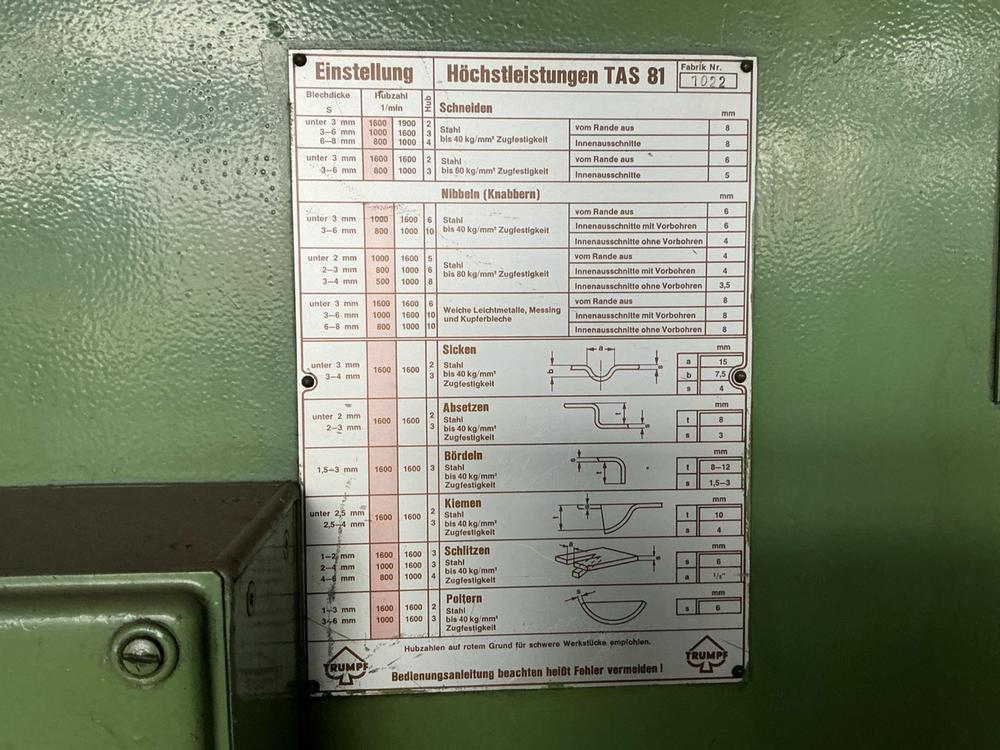 Einstellung Höchstleistungen TAS 81 Fabrik Nr.
1022
Blechdicke Hubzahl Hub Schneiden
S 1/min mm
unter 3 mm 1600 1900 2 Stahl vom Rande aus 8
3–6 mm 1000 1600 3 bis 40 kg/mm² Zugfestigkeit
6–8 mm 800 1000 4 Innenausschnitte 8
unter 3 mm 1600 1600 2 Stahl vom Rande aus 6
3–6 mm 800 1000 3 bis 80 kg/mm² Zugfestigkeit Innenausschnitte 5
Nibbeln (Knabbern) mm
vom Rande aus 6
unter 3 mm 1000 1600 6 Stahl Innenausschnitte mit Vorbohren 6
3–6 mm 800 1000 10 bis 40 kg/mm² Zugfestigkeit
Innenausschnitte ohne Vorbohren 4
unter 2 mm 1000 1600 5 Stahl vom Rande aus 4
2–3 mm 800 1000 6 bis 80 kg/mm² Zugfestigkeit Innenausschnitte mit Vorbohren 4
3–4 mm 500 1000 8 Innenausschnitte ohne Vorbohren 3,5
unter 3 mm 1600 1600 6 Weiche Leichtmetalle, Messing vom Rande aus 8
3–6 mm 1000 1600 10 und Kupferbleche Innenausschnitte mit Vorbohren 8
6–8 mm 800 1000 10 Innenausschnitte ohne Vorbohren 8
Sicken a mm
unter 3 mm 1600 1600 2 Stahl b s a 15
3–4 mm 3 bis 40 kg/mm² b 7,5
Zugfestigkeit s 4
Absetzen mm
unter 2 mm 1600 1600 2 Stahl t t 8
2–3 mm 3 bis 40 kg/mm² s s 3
Zugfestigkeit
Bördeln mm
1,5–3 mm 1600 1600 3 Stahl s t t 8–12
bis 40 kg/mm²
Zugfestigkeit s 1,5–3
Kiemen mm
unter 2,5 mm 1600 1600 2 Stahl t s t 10
2,5–4 mm 3 bis 40 kg/mm²
Zugfestigkeit s 4
Schlitzen mm
1–2 mm 1600 1600 3 Stahl a s s 6
2–4 mm 1000 1600 3 bis 40 kg/mm²
4–6 mm 800 1000 4 Zugfestigkeit a
Poltern mm
1–3 mm 1600 1600 2 Stahl s s 6
3–6 mm 1000 1600 3 bis 40 kg/mm²
Zugfestigkeit
Hubzahlen auf rotem Grund für schwere Werkstücke empfohlen.
TRUMPF TRUMPF
Bedienungsanleitung beachten heißt Fehler vermeiden!